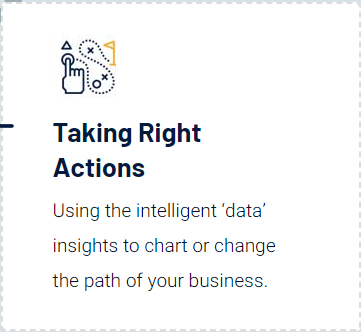 Taking Right
Actions
Using the intelligent ‘data’
insights to chart or change
the path of your business.